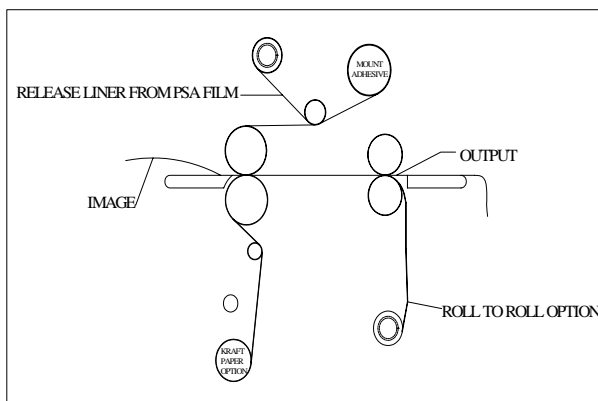 MOUNT
ADHESIVE
RELEASE LINER FROM PSA FILM
OUTPUT
IMAGE
ROLL TO ROLL OPTION
KRAFT
PAPER
OPTION